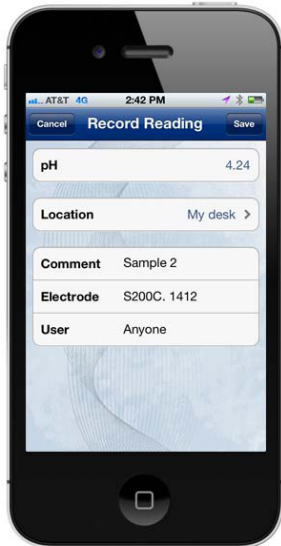 AT&T 4G 2:42 PM
Cancel Record Reading Save
pH 4.24
Location My desk >
Comment Sample 2
Electrode S200C. 1412
User Anyone